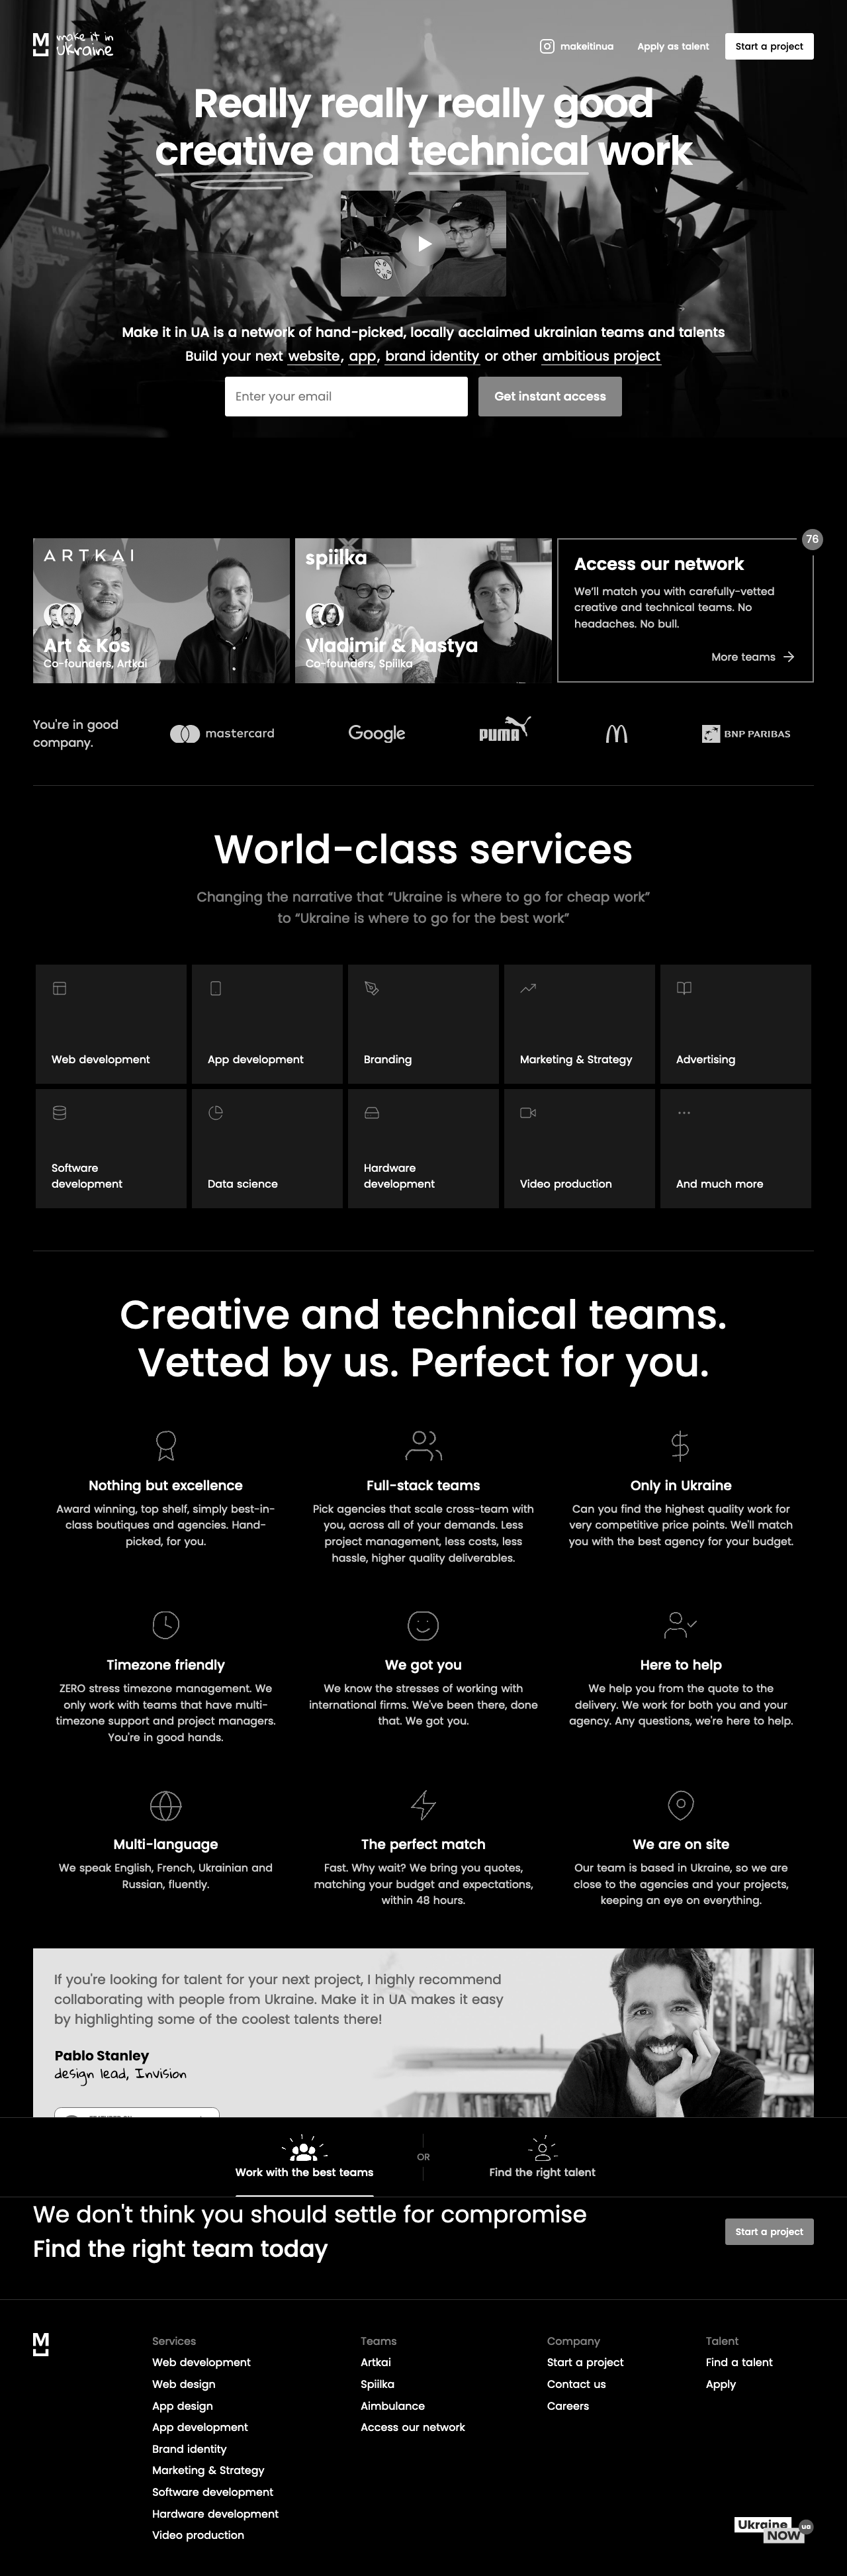 make it in
Ukraine
makeitinua
Apply as talent
Start a project
Really really really good
creative and technical work
Make it in UA is a network of hand-picked, locally acclaimed ukrainian teams and talents
Build your next website, app, brand identity or other ambitious project
Enter your email
Get instant access
ARTKAI
Art & Kos
Co-founders, Artkai
spiilka
Vladimir & Nastya
Co-founders, Spiilka
76
Access our network
We'll match you with carefully-vetted
creative and technical teams. No
headaches. No bull.
More teams
You're in good
company.
mastercard
Google
PUMA
BNP PARIBAS
World-class services
Changing the narrative that “Ukraine is where to go for cheap work”
to “Ukraine is where to go for the best work”
Web development
App development
Branding
Marketing & Strategy
Advertising
Software
development
Data science
Hardware
development
Video production
And much more
Creative and technical teams.
Vetted by us. Perfect for you.
Nothing but excellence
Award winning, top shelf, simply best-in-
class boutiques and agencies. Hand-
picked, for you.
Full-stack teams
Pick agencies that scale cross-team with
you, across all of your demands. Less
project management, less costs, less
hassle, higher quality deliverables.
Only in Ukraine
Can you find the highest quality work for
very competitive price points. We'll match
you with the best agency for your budget.
Timezone friendly
ZERO stress timezone management. We
only work with teams that have multi-
timezone support and project managers.
You're in good hands.
We got you
We know the stresses of working with
international firms. We've been there, done
that. We got you.
Here to help
We help you from the quote to the
delivery. We work for both you and your
agency. Any questions, we're here to help.
Multi-language
We speak English, French, Ukrainian and
Russian, fluently.
The perfect match
Fast. Why wait? We bring you quotes,
matching your budget and expectations,
within 48 hours.
We are on site
Our team is based in Ukraine, so we are
close to the agencies and your projects,
keeping an eye on everything.
If you're looking for talent for your next project, I highly recommend
collaborating with people from Ukraine. Make it in UA makes it easy
by highlighting some of the coolest talents there!
Pablo Stanley
design lead, Invision
Work with the best teams
OR
Find the right talent
We don't think you should settle for compromise
Find the right team today
Start a project
Services
Web development
Web design
App design
App development
Brand identity
Marketing & Strategy
Software development
Hardware development
Video production
Teams
Artkai
Spiilka
Aimbulance
Access our network
Company
Start a project
Contact us
Careers
Talent
Find a talent
Apply
Ukraine
NOW
ua